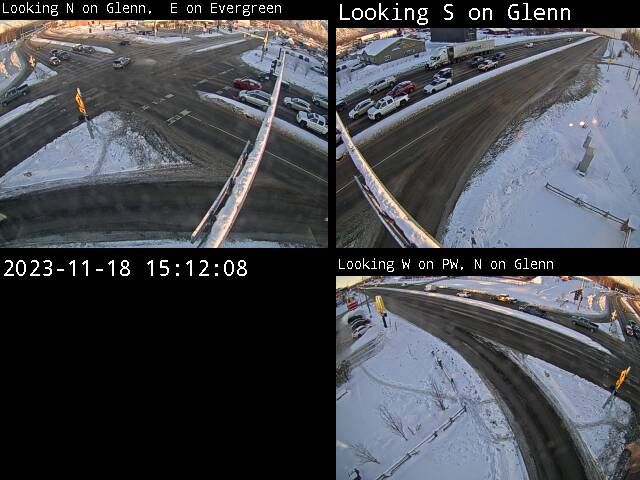 Looking N on Glenn, E on Evergreen
Looking S on Glenn
2023-11-18 15:12:08
Looking W on PW, N on Glenn